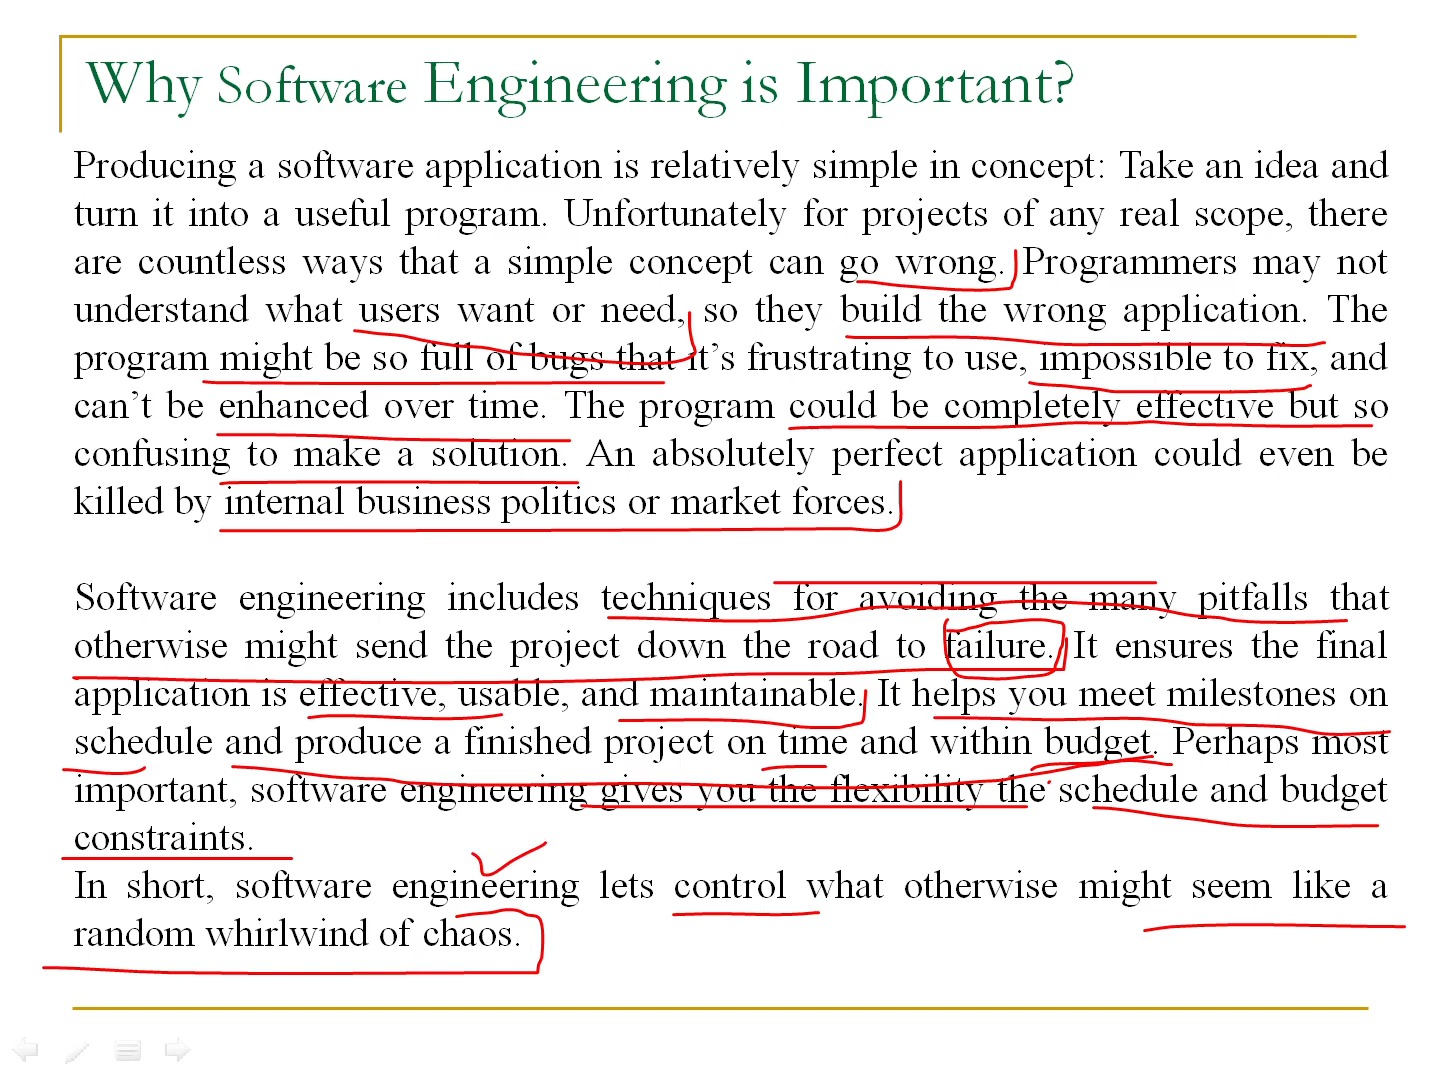 Why Software Engineering is Important?
Producing a software application is relatively simple in concept: Take an idea and
turn it into a useful program. Unfortunately for projects of any real scope, there
are countless ways that a simple concept can go wrong. Programmers may not
understand what users want or need, so they build the wrong application. The
program might be so full of bugs that it’s frustrating to use, impossible to fix, and
can’t be enhanced over time. The program could be completely effective but so
confusing to make a solution. An absolutely perfect application could even be
killed by internal business politics or market forces.
Software engineering includes techniques for avoiding the many pitfalls that
otherwise might send the project down the road to failure. It ensures the final
application is effective, usable, and maintainable. It helps you meet milestones on
schedule and produce a finished project on time and within budget. Perhaps most
important, software engineering gives you the flexibility the schedule and budget
constraints.
In short, software engineering lets control what otherwise might seem like a
random whirlwind of chaos.